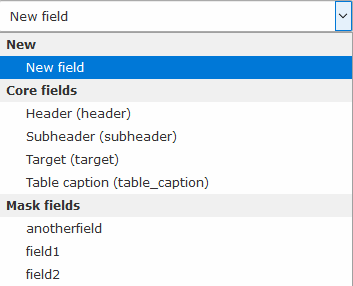 New field
New
New field
Core fields
Header (header)
Subheader (subheader)
Target (target)
Table caption (table_caption)
Mask fields
anotherfield
field1
field2